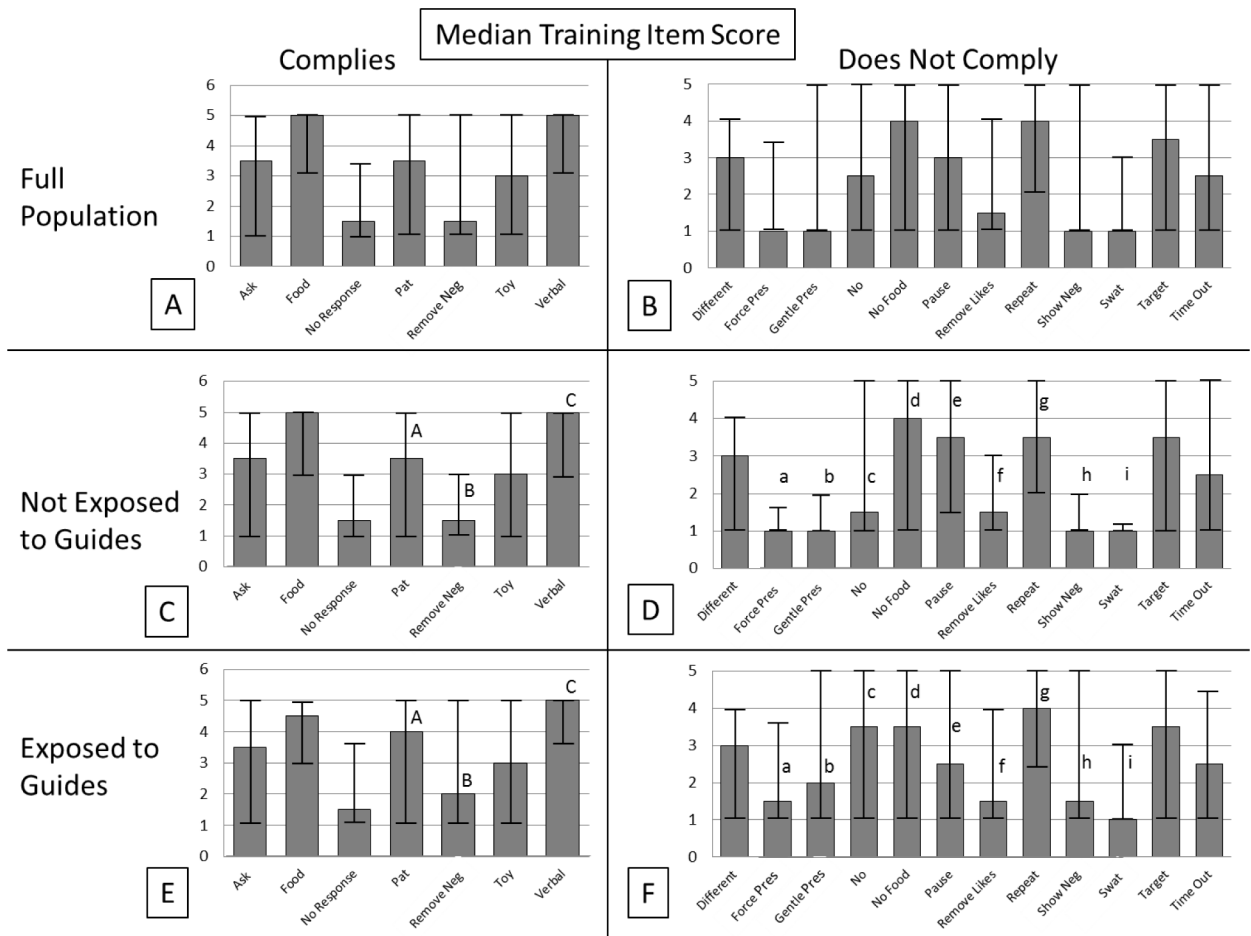 Median Training Item Score
Complies
Does Not Comply
Full
Population
6
5
4
3
2
1
0
Ask
Food
No Response
Pat
Remove Neg
Toy
Verbal
A
5
4
3
2
1
Different
Force Pres
Gentle Pres
No
No Food
Pause
Remove Likes
Repeat
Show Neg
Swat
Target
Time Out
B
Not Exposed
to Guides
6
5
4
3
2
1
0
A
B
C
Ask
Food
No Response
Pat
Remove Neg
Toy
Verbal
C
5
4
3
2
1
0
a
b
c
d
e
f
g
h
i
Different
Force Pres
Gentle Pres
No
No Food
Pause
Remove Likes
Repeat
Show Neg
Swat
Target
Time Out
D
Exposed to
Guides
6
5
4
3
2
1
0
A
B
C
Ask
Food
No Response
Pat
Remove Neg
Toy
Verbal
E
5
4
3
2
1
0
a
b
c
d
e
f
g
h
i
Different
Force Pres
Gentle Pres
No
No Food
Pause
Remove Likes
Repeat
Show Neg
Swat
Target
Time Out
F